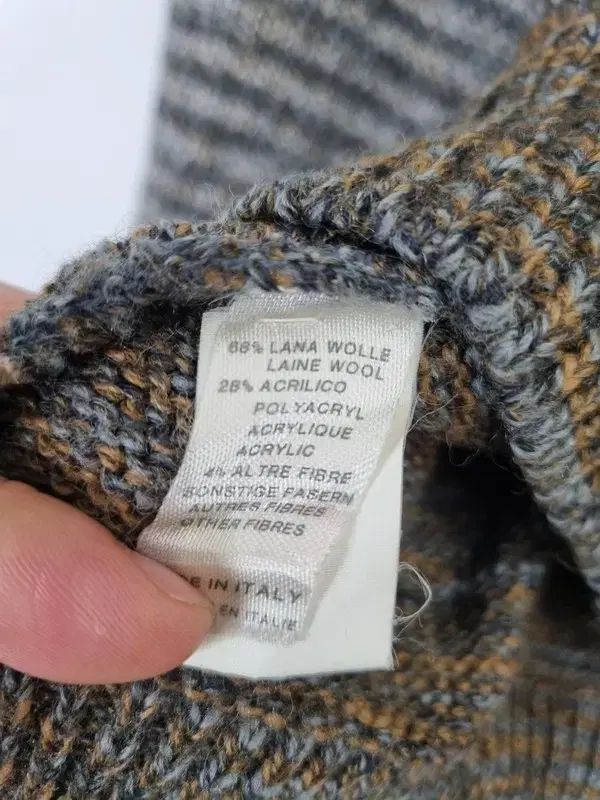 68% LANA WOLLE
LAINE WOOL
28% ACRILICO
POLYACRYL
ACRYLIQUE
ACRYLIC
4% ALTRE FIBRE
SONSTIGE FASERN
AUTRES FIBRES
OTHER FIBRES
E IN ITALY
EN ITALIE